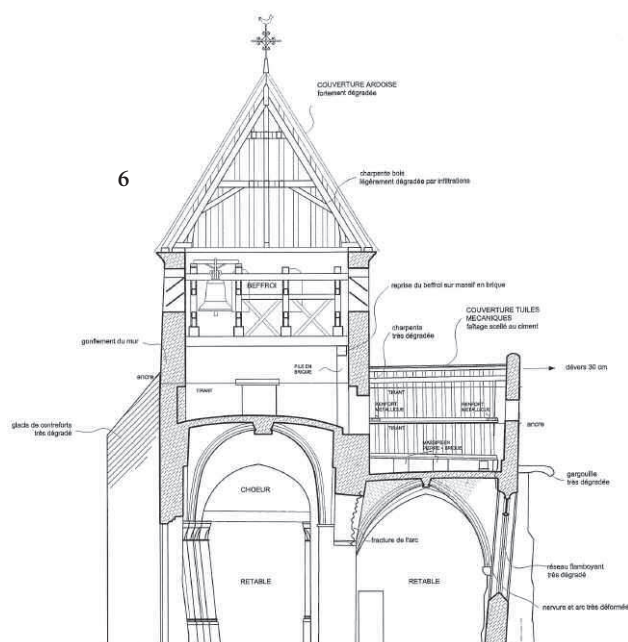 COUVERTURE ARDOISE
fortement dégradée
6
charpente bois
légèrement dégradée par infiltrations
BEFFROI
reprise du beffroi sur massif en brique
COUVERTURE TUILES
MECANIQUES
faîtage scellé au ciment
charpente
très dégradée
gonflement du mur
PILE EN
BRIQUE
dévers 30 cm
ancre
TIRANT
TIRANT
RENFORT
METALLIQUE
RENFORT
METALLIQUE
TIRANT
ancre
glacis de contreforts
très dégradé
PIERRE + BRIQUE
gargouille
très dégradée
CHOEUR
fracture de l'arc
réseau flamboyant
très dégradé
RETABLE
RETABLE
nervure et arc très déformés